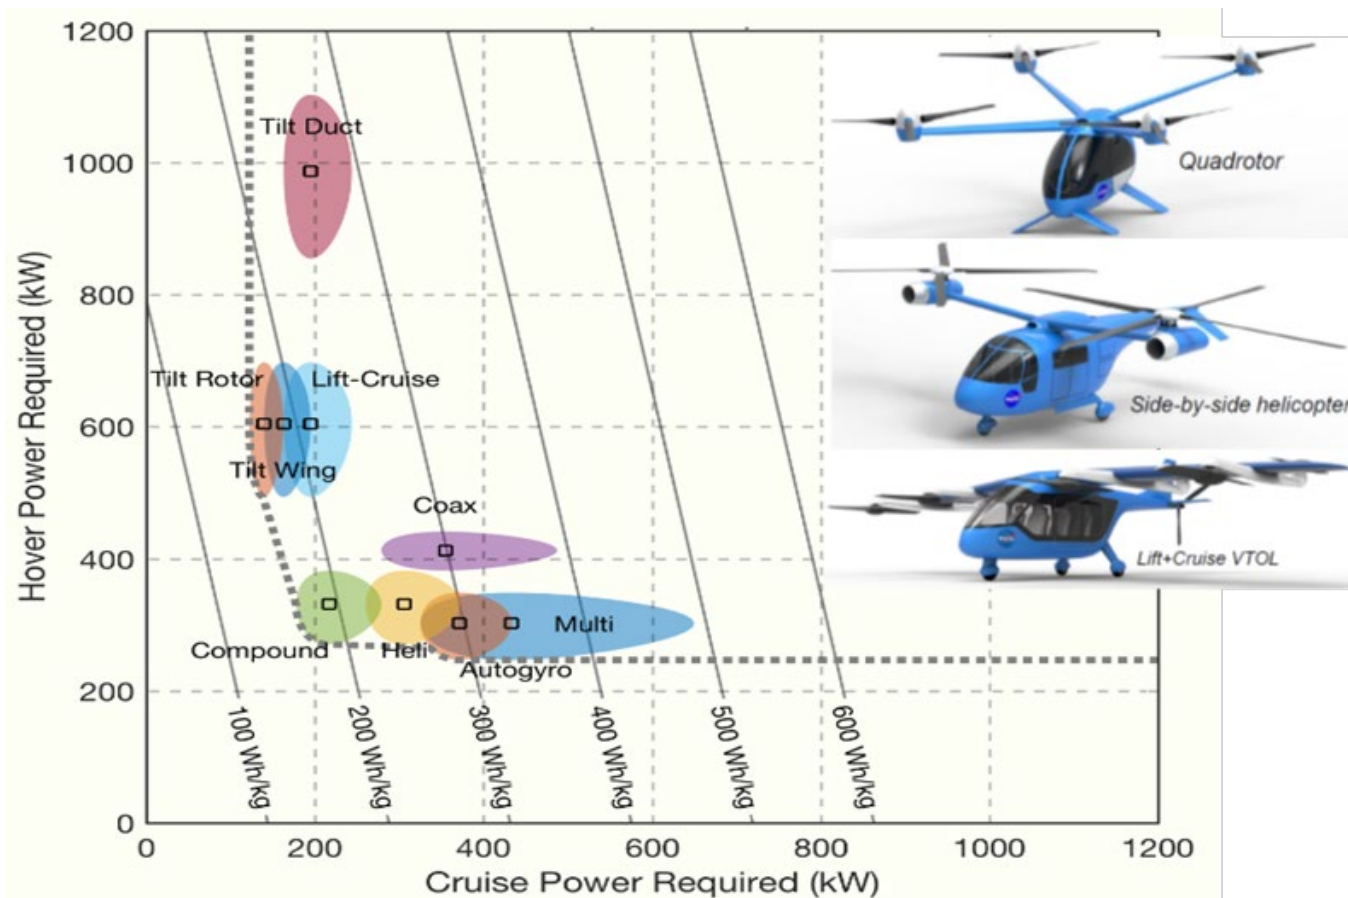 1200
1000
800
600
400
200
0
Hover Power Required (kW)
Tilt Duct
Tilt Rotor
Lift-Cruise
Tilt Wing
Coax
Compound
Heli
Autogyro
Multi
100 Wh/kg
200 Wh/kg
300 Wh/kg
400 Wh/kg
500 Wh/kg
600 Wh/kg
0
200
400
600
800
1000
1200
Cruise Power Required (kW)
Quadrotor
Side-by-side helicopter
Lift+Cruise VTOL